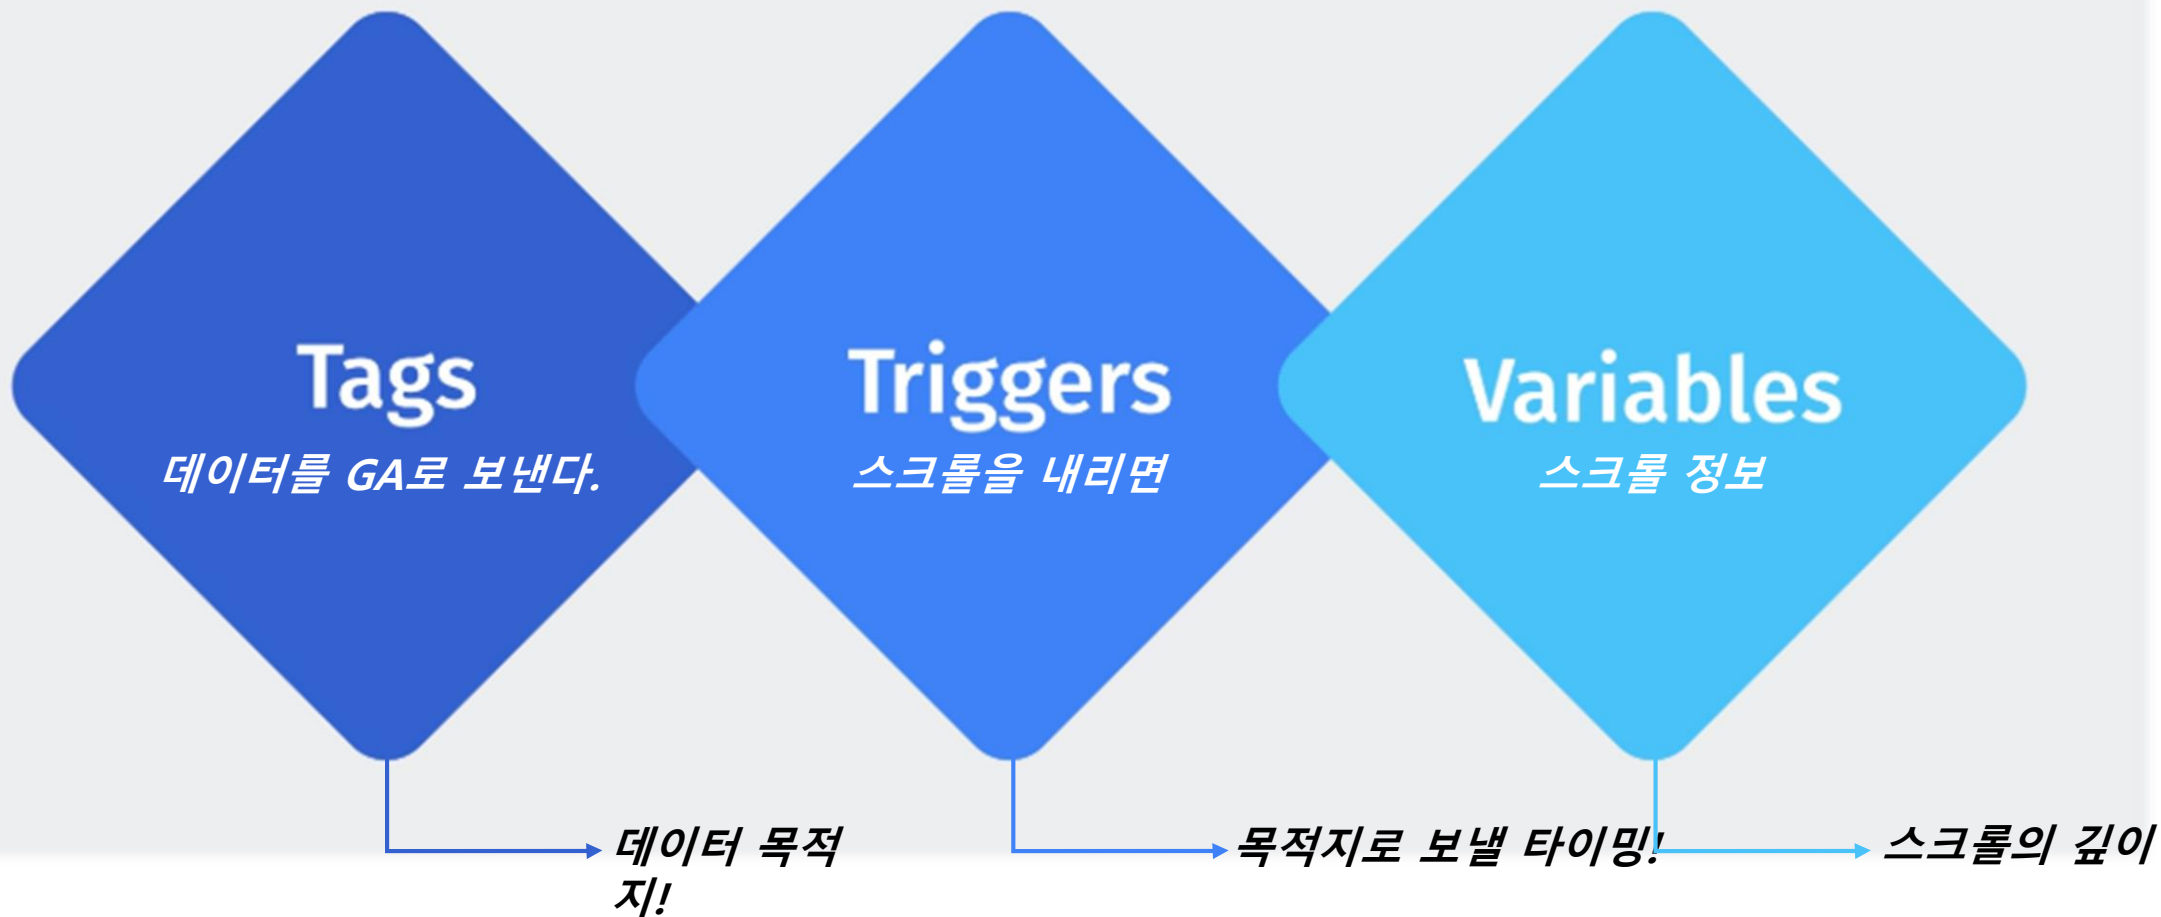 Tags
데이터를 GA로 보낸다.
Triggers
스크롤을 내리면
Variables
스크롤 정보
데이터 목적
지!
목적지로 보낼 타이밍!
스크롤의 깊이